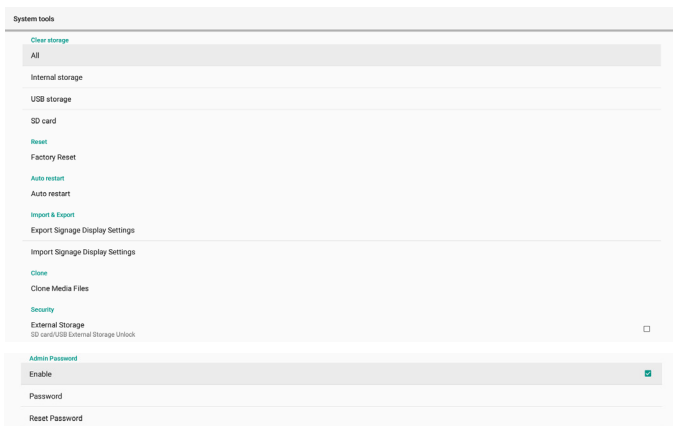 System tools
Clear storage
All
Internal storage
USB storage
SD card
Reset
Factory Reset
Auto restart
Auto restart
Import & Export
Export Signage Display Settings
Import Signage Display Settings
Clone
Clone Media Files
Security
External Storage
SD card/USB External Storage Unlock
Admin Password
Enable
Password
Reset Password